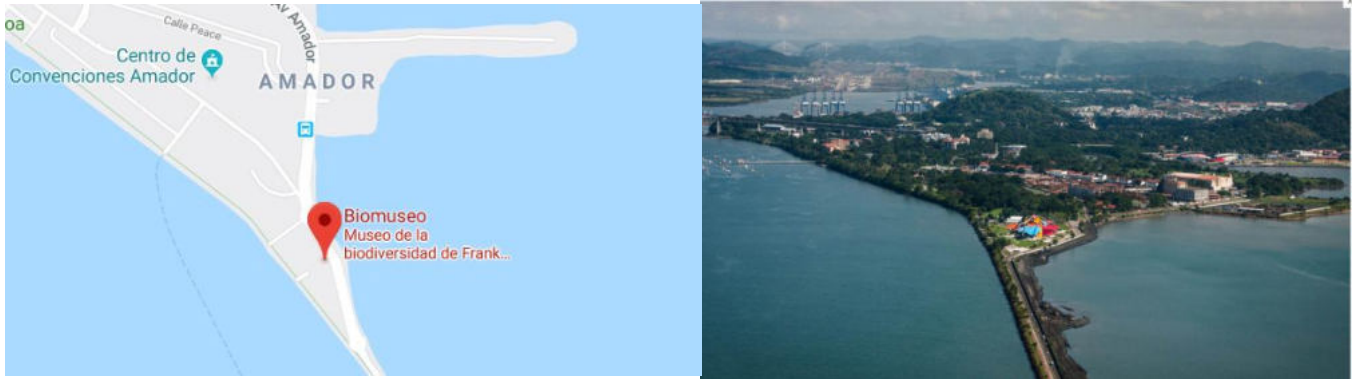 oa
Calle Peace
Av Amador
Centro de
Convenciones Amador
AMADOR
Biomuseo
Museo de la
biodiversidad de Frank...